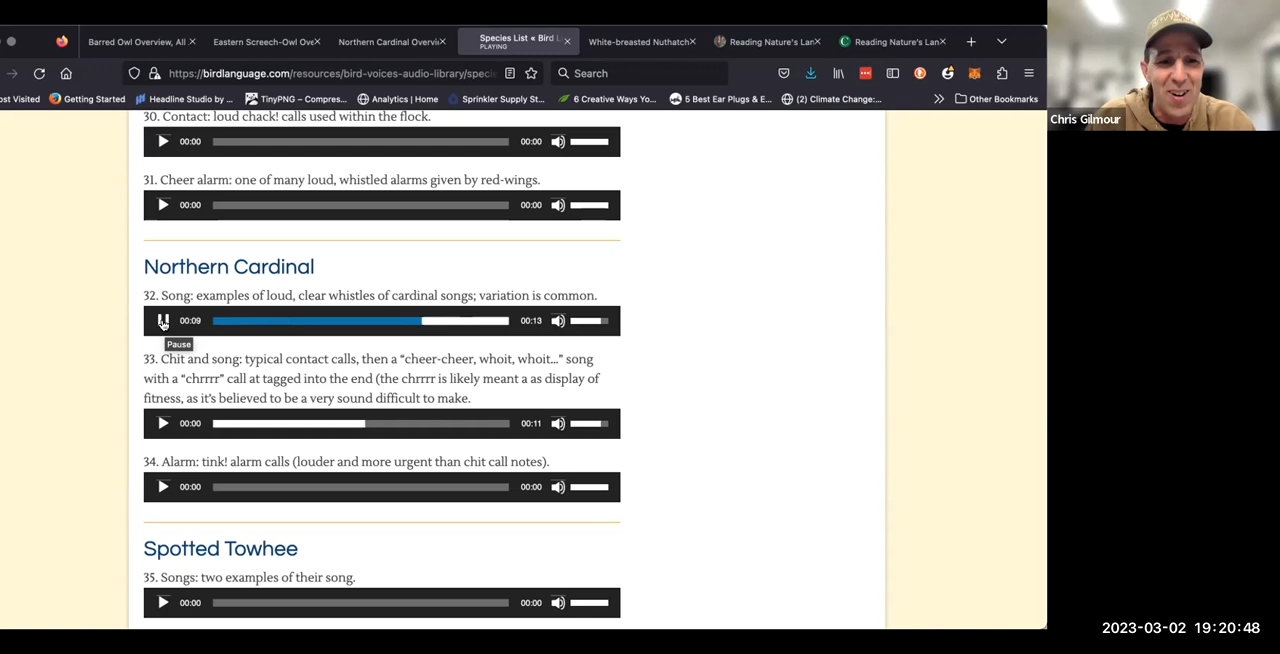 Barred Owl Overview, All
Eastern Screech-Owl Ove
Northern Cardinal Overvi
Species List « Bird L
PLAYING
White-breasted Nuthatc
Reading Nature's Lan
Reading Nature's Lan
https://birdlanguage.com/resources/bird-voices-audio-library/specie
Search
ost Visited
Getting Started
Headline Studio by ...
TinyPNG – Compres...
Analytics | Home
Sprinkler Supply St...
6 Creative Ways Yo...
5 Best Ear Plugs & E...
(2) Climate Change:...
Other Bookmarks
Chris Gilmour
30. Contact: loud chack! calls used within the flock.
00:00 00:00
31. Cheer alarm: one of many loud, whistled alarms given by red-wings.
00:00 00:00
Northern Cardinal
32. Song: examples of loud, clear whistles of cardinal songs; variation is common.
00:09 00:13
Pause
33. Chit and song: typical contact calls, then a “cheer-cheer, whoit, whoit...” song
with a “chrrrr” call at tagged into the end (the chrrrr is likely meant a as display of
fitness, as it's believed to be a very sound difficult to make.
00:00 00:11
34. Alarm: tink! alarm calls (louder and more urgent than chit call notes).
00:00 00:00
Spotted Towhee
35. Songs: two examples of their song.
00:00 00:00
2023-03-02 19:20:48